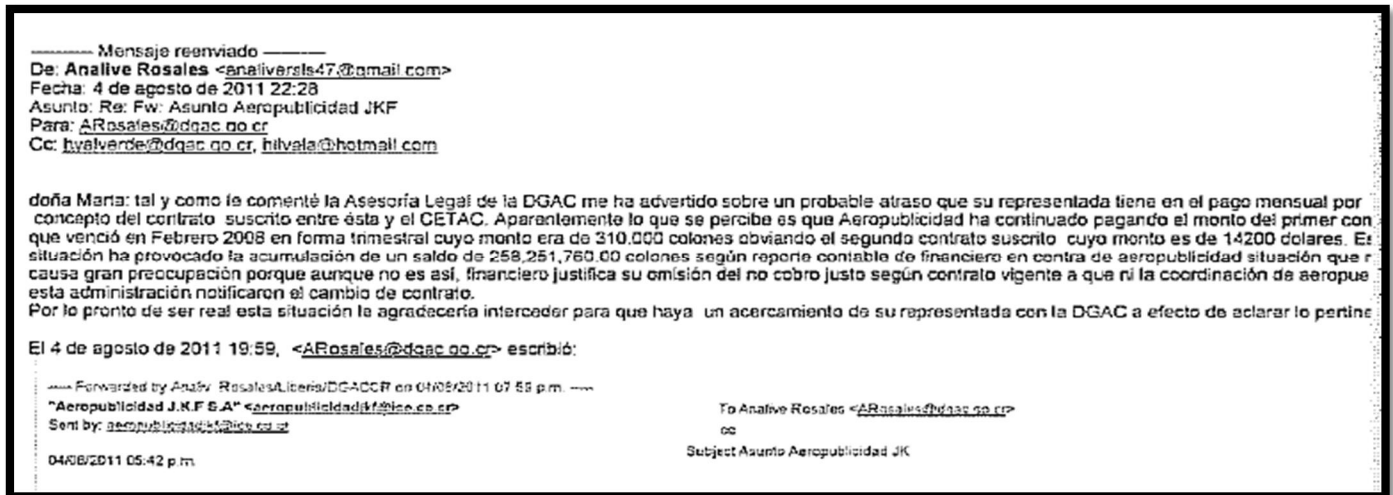 ---------- Mensaje reenviado ----------
De: Analive Rosales <analiversls47@gmail.com>
Fecha: 4 de agosto de 2011 22:28
Asunto: Re: Fw: Asunto Aeropublicidad JKF
Para: ARosales@dgac.go.cr
Cc: hvalverde@dgac.go.cr, hilvala@hotmail.com
doña Marta: tal y como le comenté la Asesoría Legal de la DGAC me ha advertido sobre un probable atraso que su representada tiene en el pago mensual por
concepto del contrato suscrito entre ésta y el CETAC. Aparentemente lo que se percibe es que Aeropublicidad ha continuado pagando el monto del primer con
que venció en Febrero 2008 en forma trimestral cuyo monto era de 310.000 colones obviando el segundo contrato suscrito cuyo monto es de 14200 dolares. Es
situación ha provocado la acumulación de un saldo de 258,251,760.00 colones según reporte contable de financiero en contra de aeropublicidad situación que
causa gran preocupación porque aunque no es así, financiero justifica su omisión del no cobro justo según contrato vigente a que ni la coordinación de aeropue
esta administración notificaron el cambio de contrato.
Por lo pronto de ser real esta situación le agradecería interceder para que haya un acercamiento de su representada con la DGAC a efecto de aclarar lo pertine
El 4 de agosto de 2011 19:59, <ARosales@dgac.go.cr> escribió:
----- Forwarded by Analiv Rosales/Liberia/DGACCR on 04/08/2011 07:59 p.m. -----
"Aeropublicidad J.K.F S.A" <aeropublicidadjkf@ice.co.cr>
Sent by: aeropublicidadjkf@ice.co.cr
04/08/2011 05:42 p.m.
To Analive Rosales <ARosales@dgac.go.cr>
cc
Subject Asunto Aeropublicidad JK